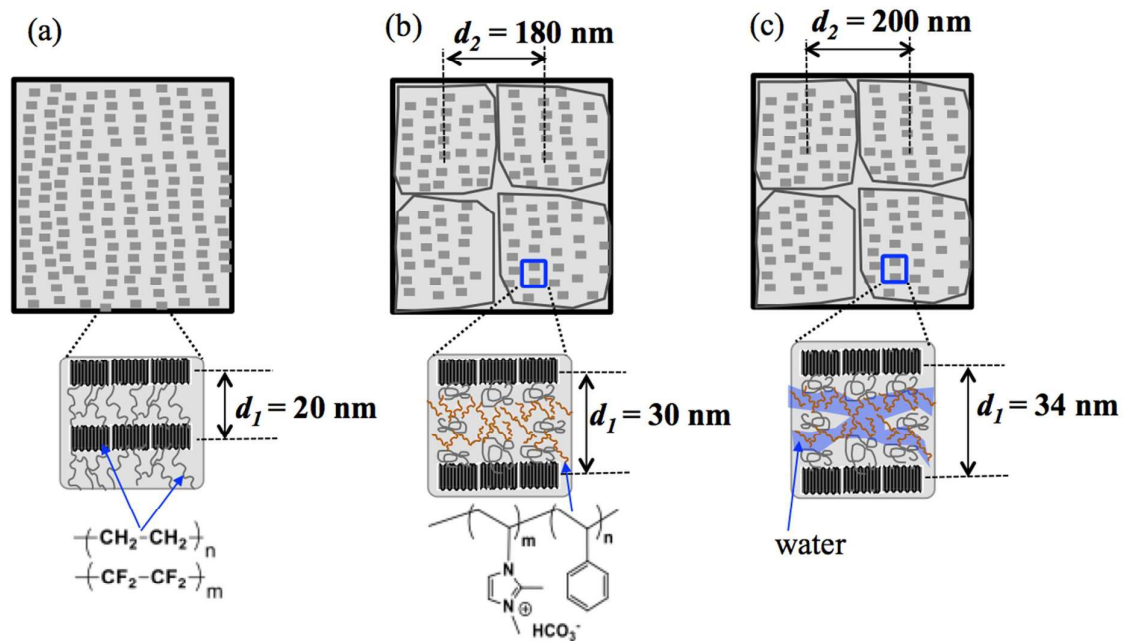 (a)
(b)
(c)
d₂ = 180 nm
d₂ = 200 nm
d₁ = 20 nm
d₁ = 30 nm
d₁ = 34 nm
water
-(CH₂-CH₂)n
-(CF₂-CF₂)m
m
n
N
N
⊕
HCO₃⁻